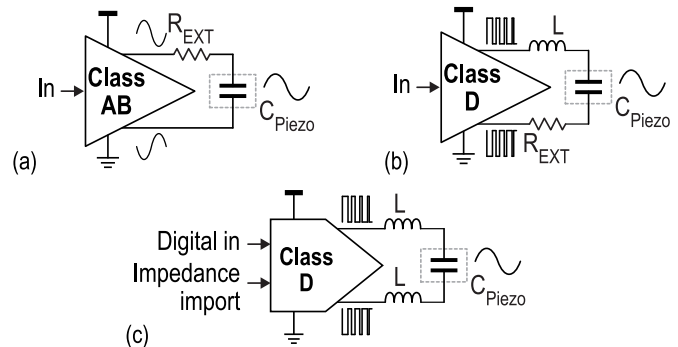 R_EXT
Class
AB
In
C_Piezo
(a)
L
Class
D
In
C_Piezo
R_EXT
(b)
L
Digital in
Impedance
import
Class
D
L
C_Piezo
(c)